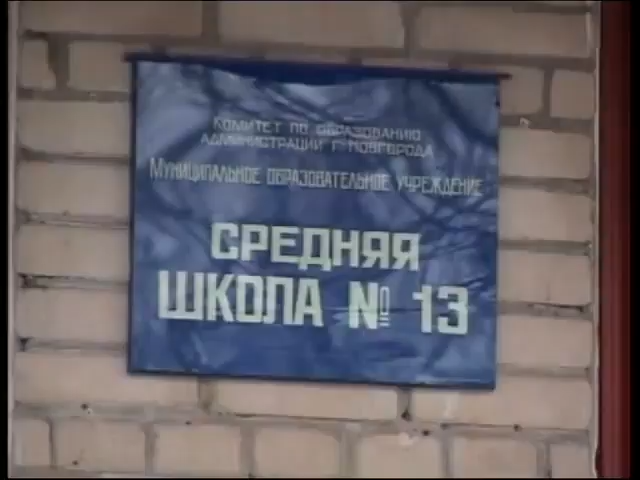 КОМИТЕТ ПО ОБРАЗОВАНИЮ
АДМИНИСТРАЦИИ Г. НОВГОРОДА
МУНИЦИПАЛЬНОЕ ОБРАЗОВАТЕЛЬНОЕ УЧРЕЖДЕНИЕ
СРЕДНЯЯ
ШКОЛА № 13